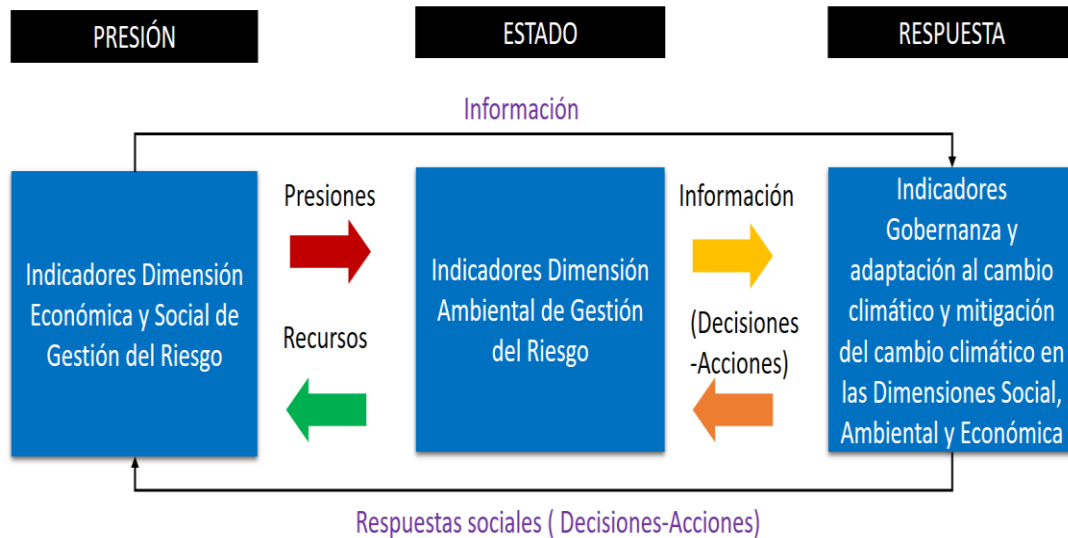 PRESIÓN
ESTADO
RESPUESTA
Información
Indicadores Dimensión
Económica y Social de
Gestión del Riesgo
Presiones
Recursos
Indicadores Dimensión
Ambiental de Gestión
del Riesgo
Información
(Decisiones
-Acciones)
Indicadores
Gobernanza y
adaptación al cambio
climático y mitigación
del cambio climático en
las Dimensiones Social,
Ambiental y Económica
Respuestas sociales ( Decisiones-Acciones)